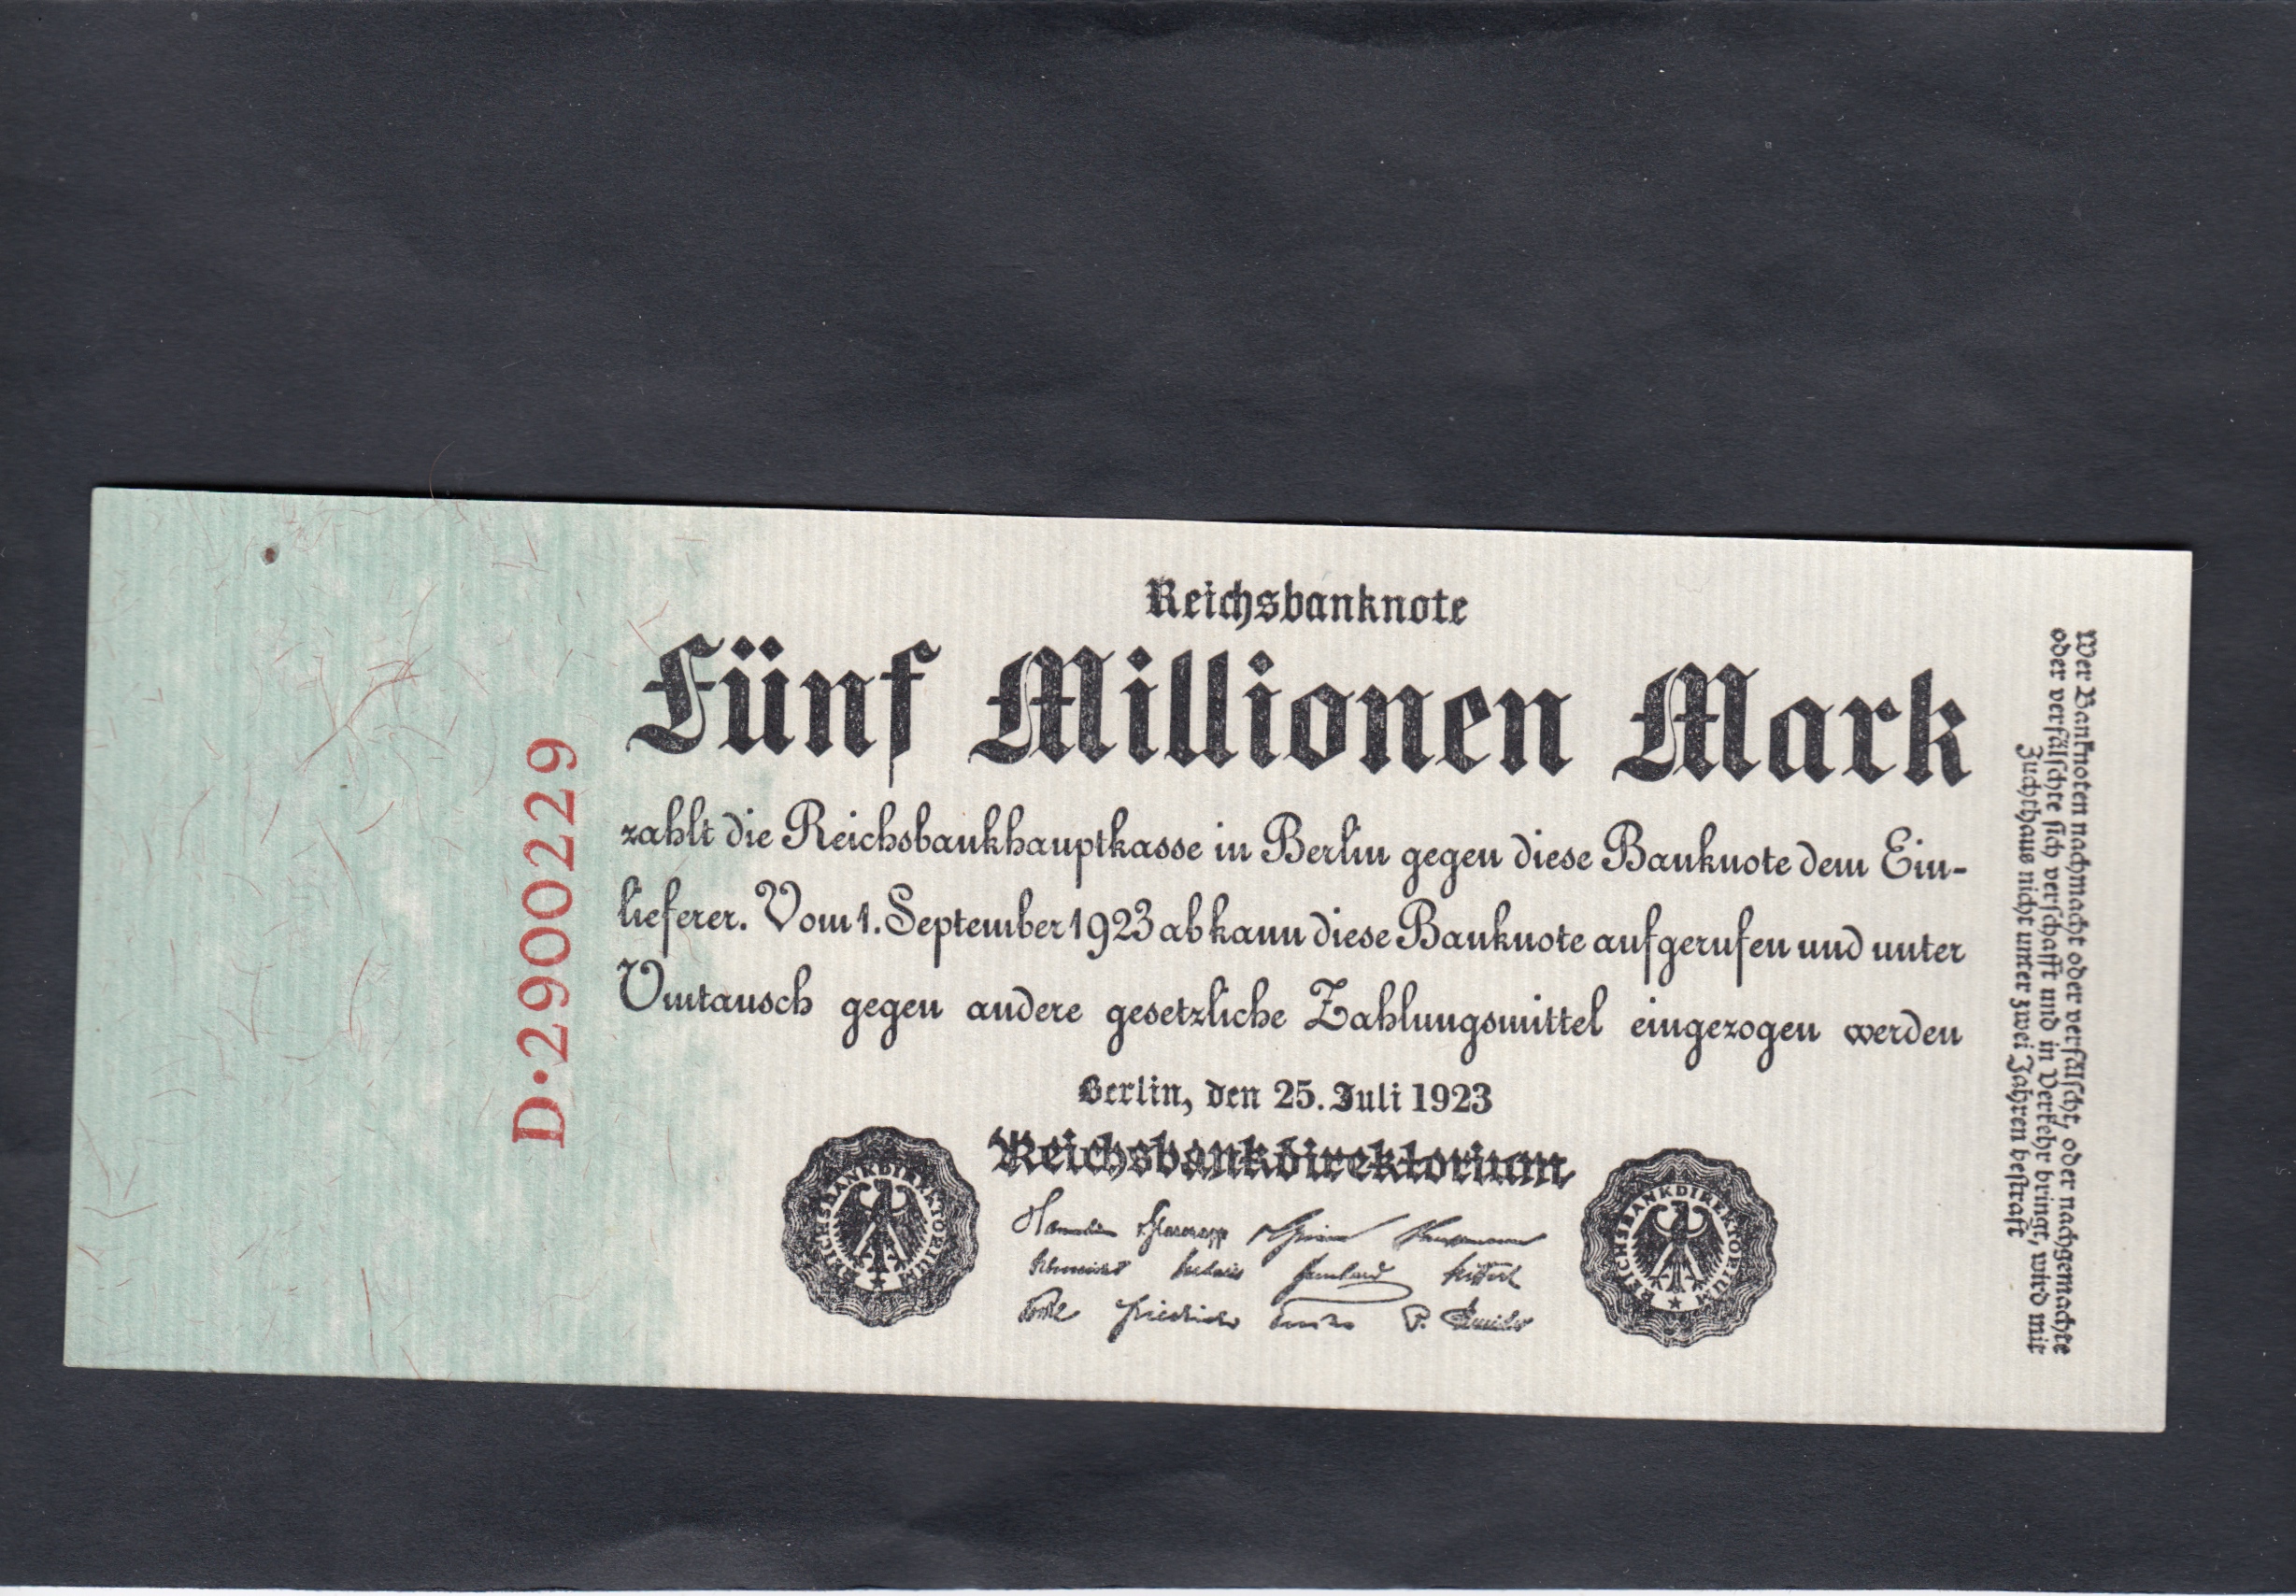 D·2900229
Reichsbanknote
Fünf Millionen Mark
zahlt die Reichsbankhauptkasse in Berlin gegen diese Banknote dem Ein-
lieferer. Vom 1. September 1923 ab kann diese Banknote aufgerufen und unter
Umtausch gegen andere gesetzliche Zahlungsmittel eingezogen werden
Berlin, den 25. Juli 1923
Reichsbankdirektorium
REICHSBANKDIREKTORIUM
REICHSBANKDIREKTORIUM
Wer Banknoten nachmacht oder verfälscht, oder nachgemachte
oder verfälschte sich verschafft und in Verkehr bringt, wird mit
Zuchthaus nicht unter zwei Jahren bestraft